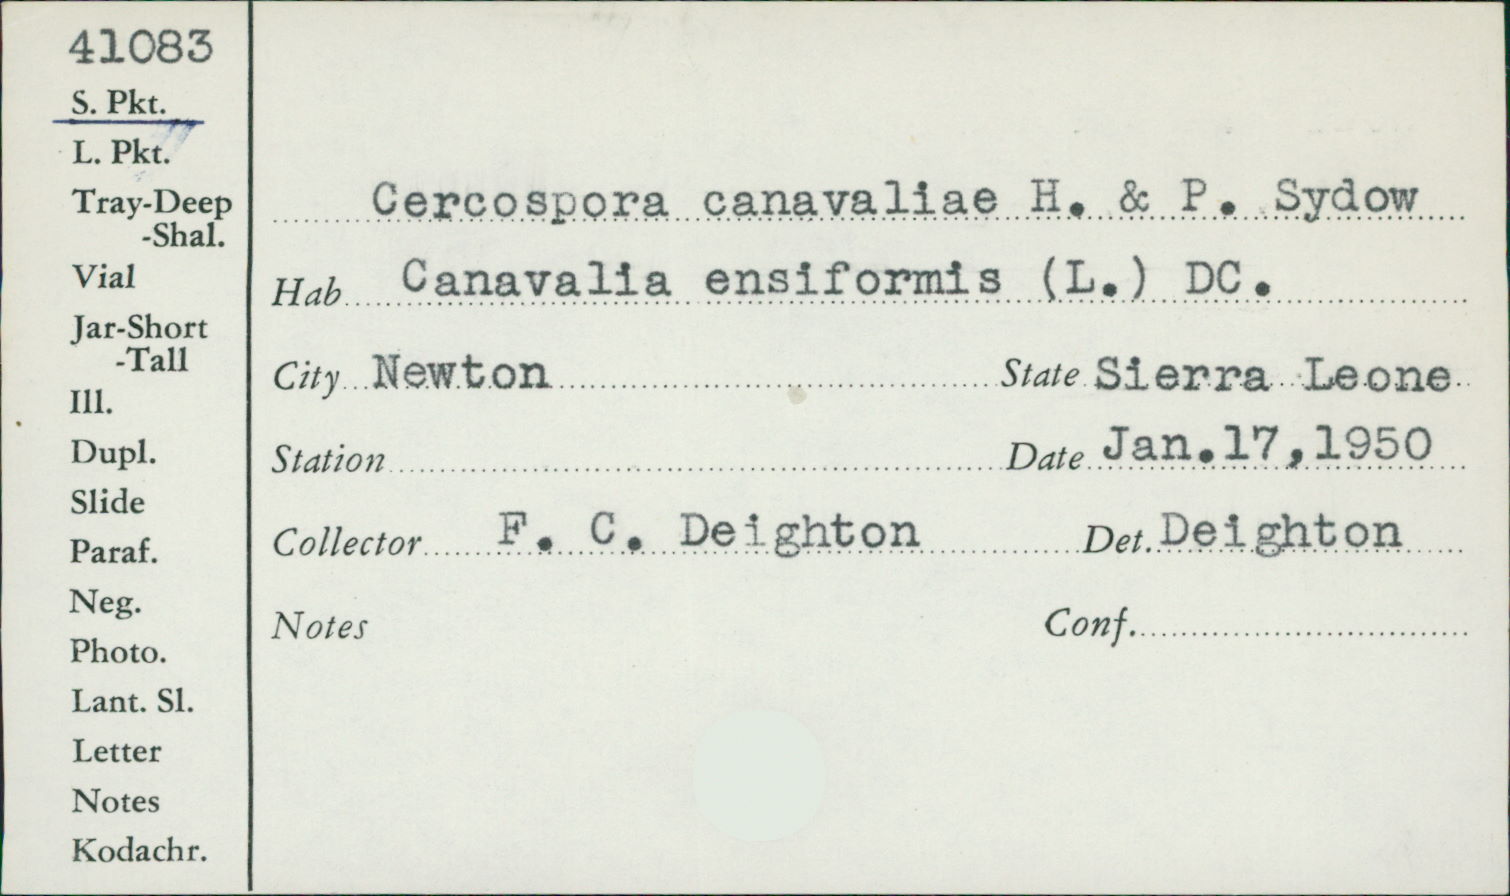 41083
S. Pkt.
L. Pkt.
Tray-Deep
-Shal.
Vial
Jar-Short
-Tall
Ill.
Dupl.
Slide
Paraf.
Neg.
Photo.
Lant. Sl.
Letter
Notes
Kodachr.
Cercospora canavaliae H. & P. Sydow
Hab Canavalia ensiformis (L.) DC.
City Newton State Sierra Leone
Station Date Jan.17,1950
Collector F. C. Deighton Det. Deighton
Notes Conf.